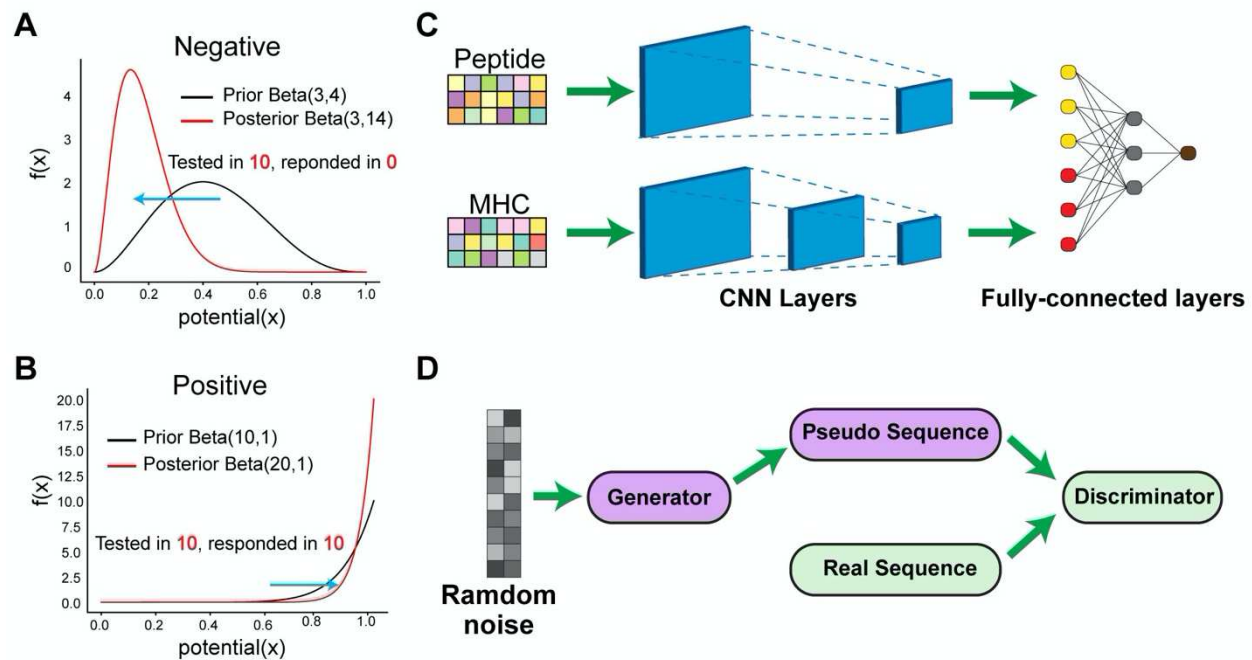 A
Negative
f(x)
4
3
2
1
0
Prior Beta(3,4)
Posterior Beta(3,14)
Tested in 10, reponded in 0
0.0 0.2 0.4 0.6 0.8 1.0
potential(x)
B
Positive
f(x)
20.0
17.5
15.0
12.5
10.0
7.5
5.0
2.5
0.0
Prior Beta(10,1)
Posterior Beta(20,1)
Tested in 10, responded in 10
0.0 0.2 0.4 0.6 0.8 1.0
potential(x)
C
Peptide
MHC
CNN Layers
Fully-connected layers
D
Ramdom
noise
Generator
Pseudo Sequence
Real Sequence
Discriminator